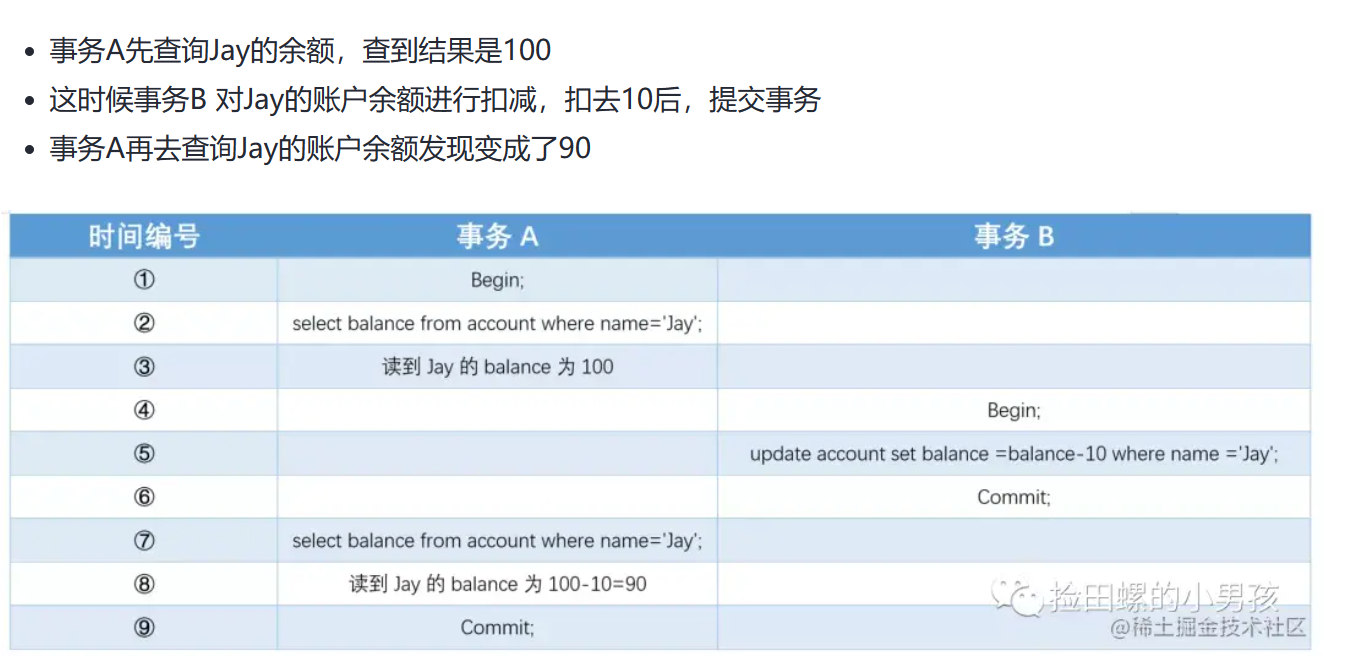 事务A先查询Jay的余额，查到结果是100
这时候事务B 对Jay的账户余额进行扣减，扣去10后，提交事务
事务A再去查询Jay的账户余额发现变成了90
时间编号 事务 A 事务 B
① Begin;
② select balance from account where name='Jay';
③ 读到 Jay 的 balance 为 100
④ Begin;
⑤ update account set balance =balance-10 where name ='Jay';
⑥ Commit;
⑦ select balance from account where name='Jay';
⑧ 读到 Jay 的 balance 为 100-10=90
⑨ Commit;
捡田螺的小男孩
@稀土掘金技术社区